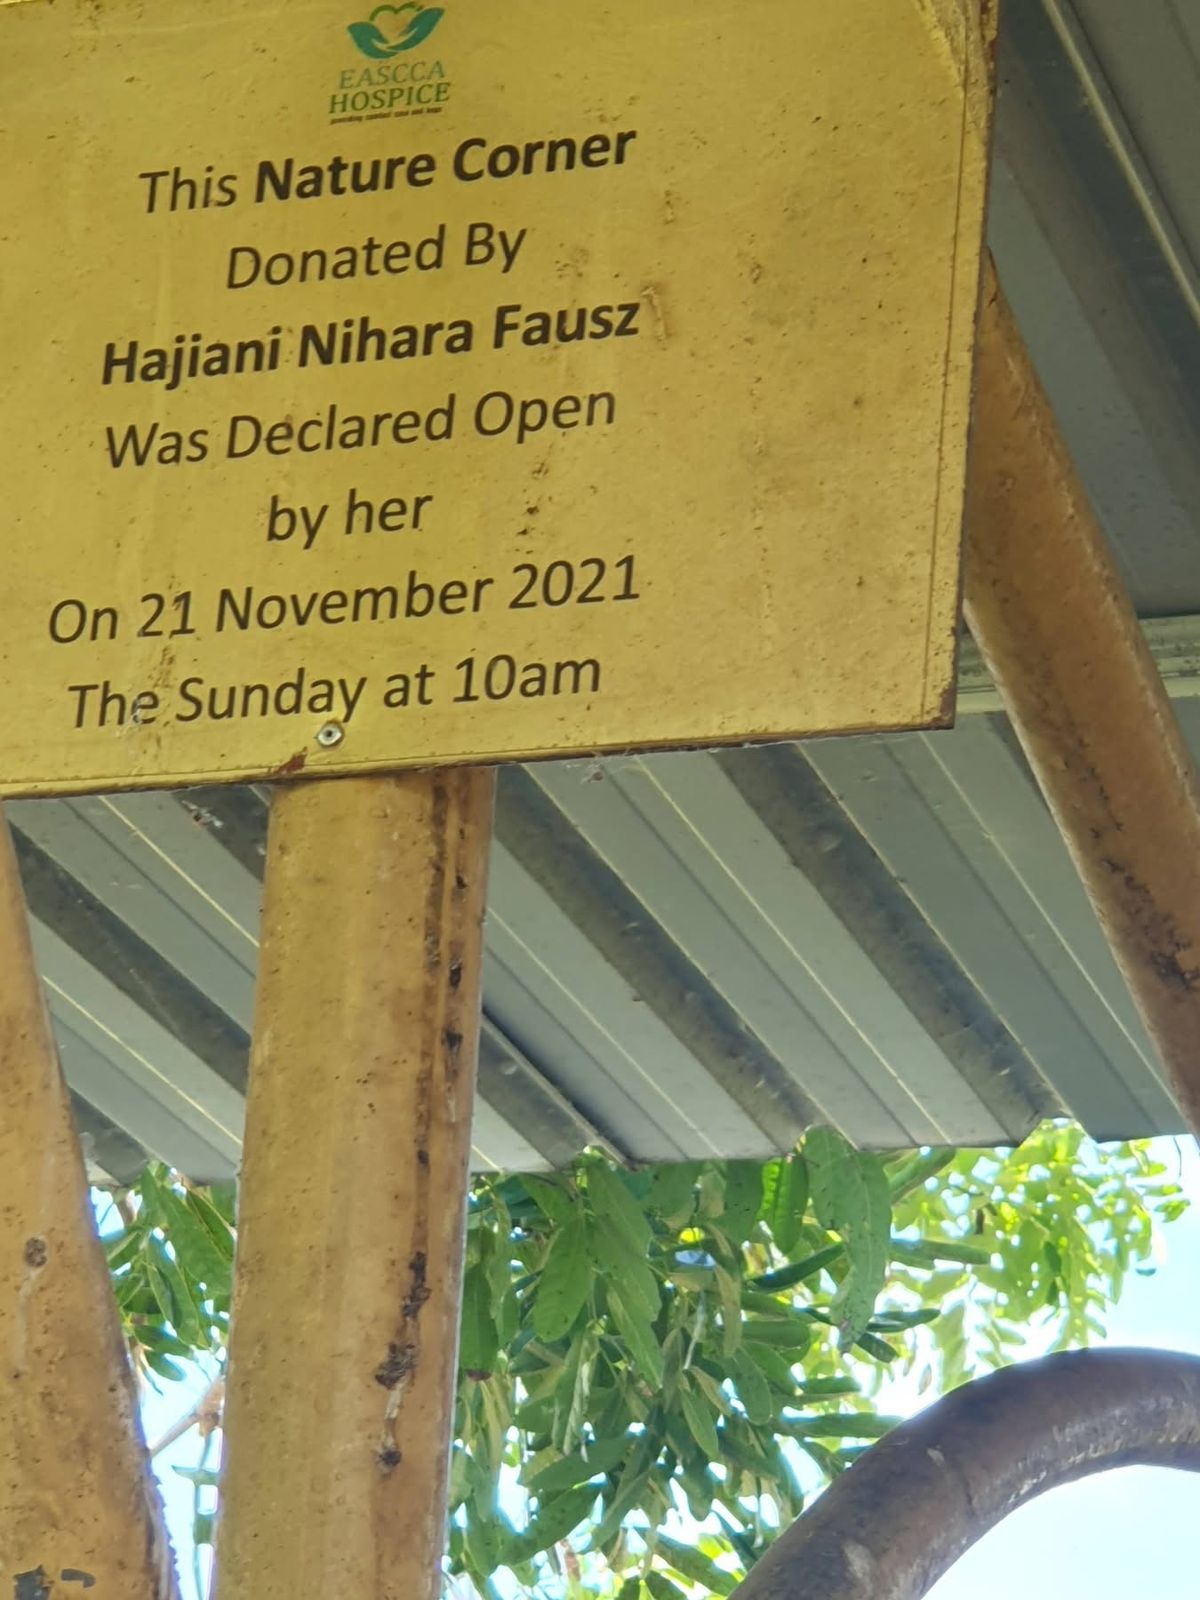 EASCCA
HOSPICE
This Nature Corner
Donated By
Hajiani Nihara Fausz
Was Declared Open
by her
On 21 November 2021
The Sunday at 10am